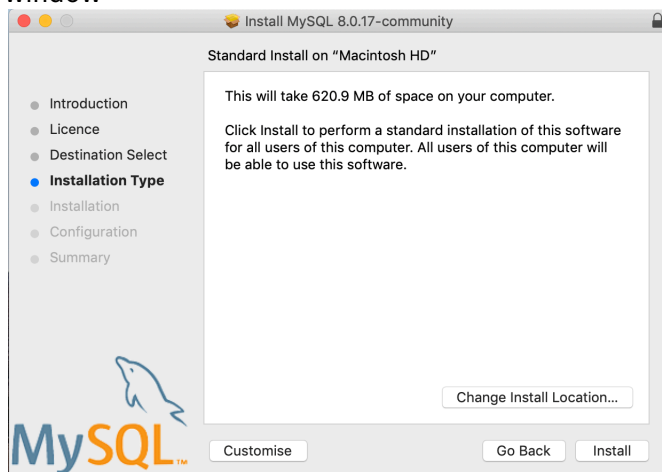 window
Install MySQL 8.0.17-community
Standard Install on “Macintosh HD”
Introduction
Licence
Destination Select
Installation Type
Installation
Configuration
Summary
This will take 620.9 MB of space on your computer.
Click Install to perform a standard installation of this software
for all users of this computer. All users of this computer will
be able to use this software.
Change Install Location...
MySQL™
Customise
Go Back
Install